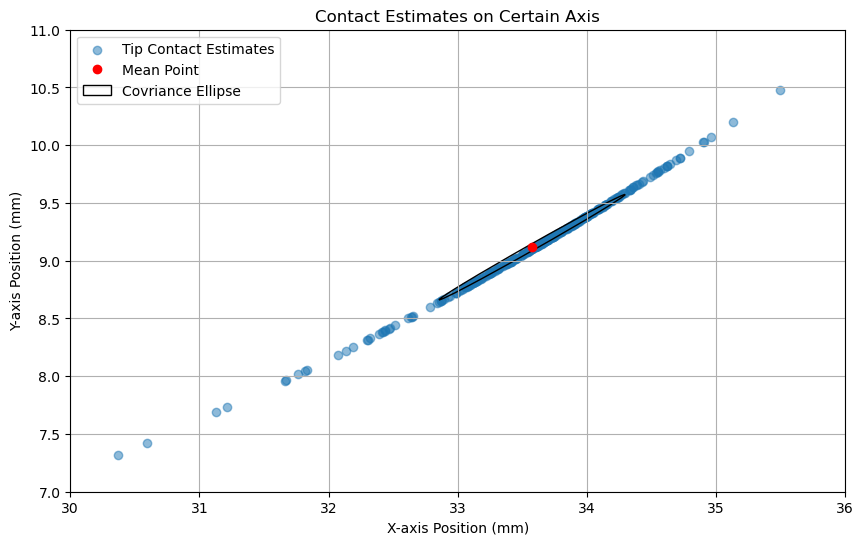 Contact Estimates on Certain Axis
Tip Contact Estimates
Mean Point
Covriance Ellipse
11.0
10.5
10.0
9.5
9.0
8.5
8.0
7.5
7.0
Y-axis Position (mm)
30 31 32 33 34 35 36
X-axis Position (mm)